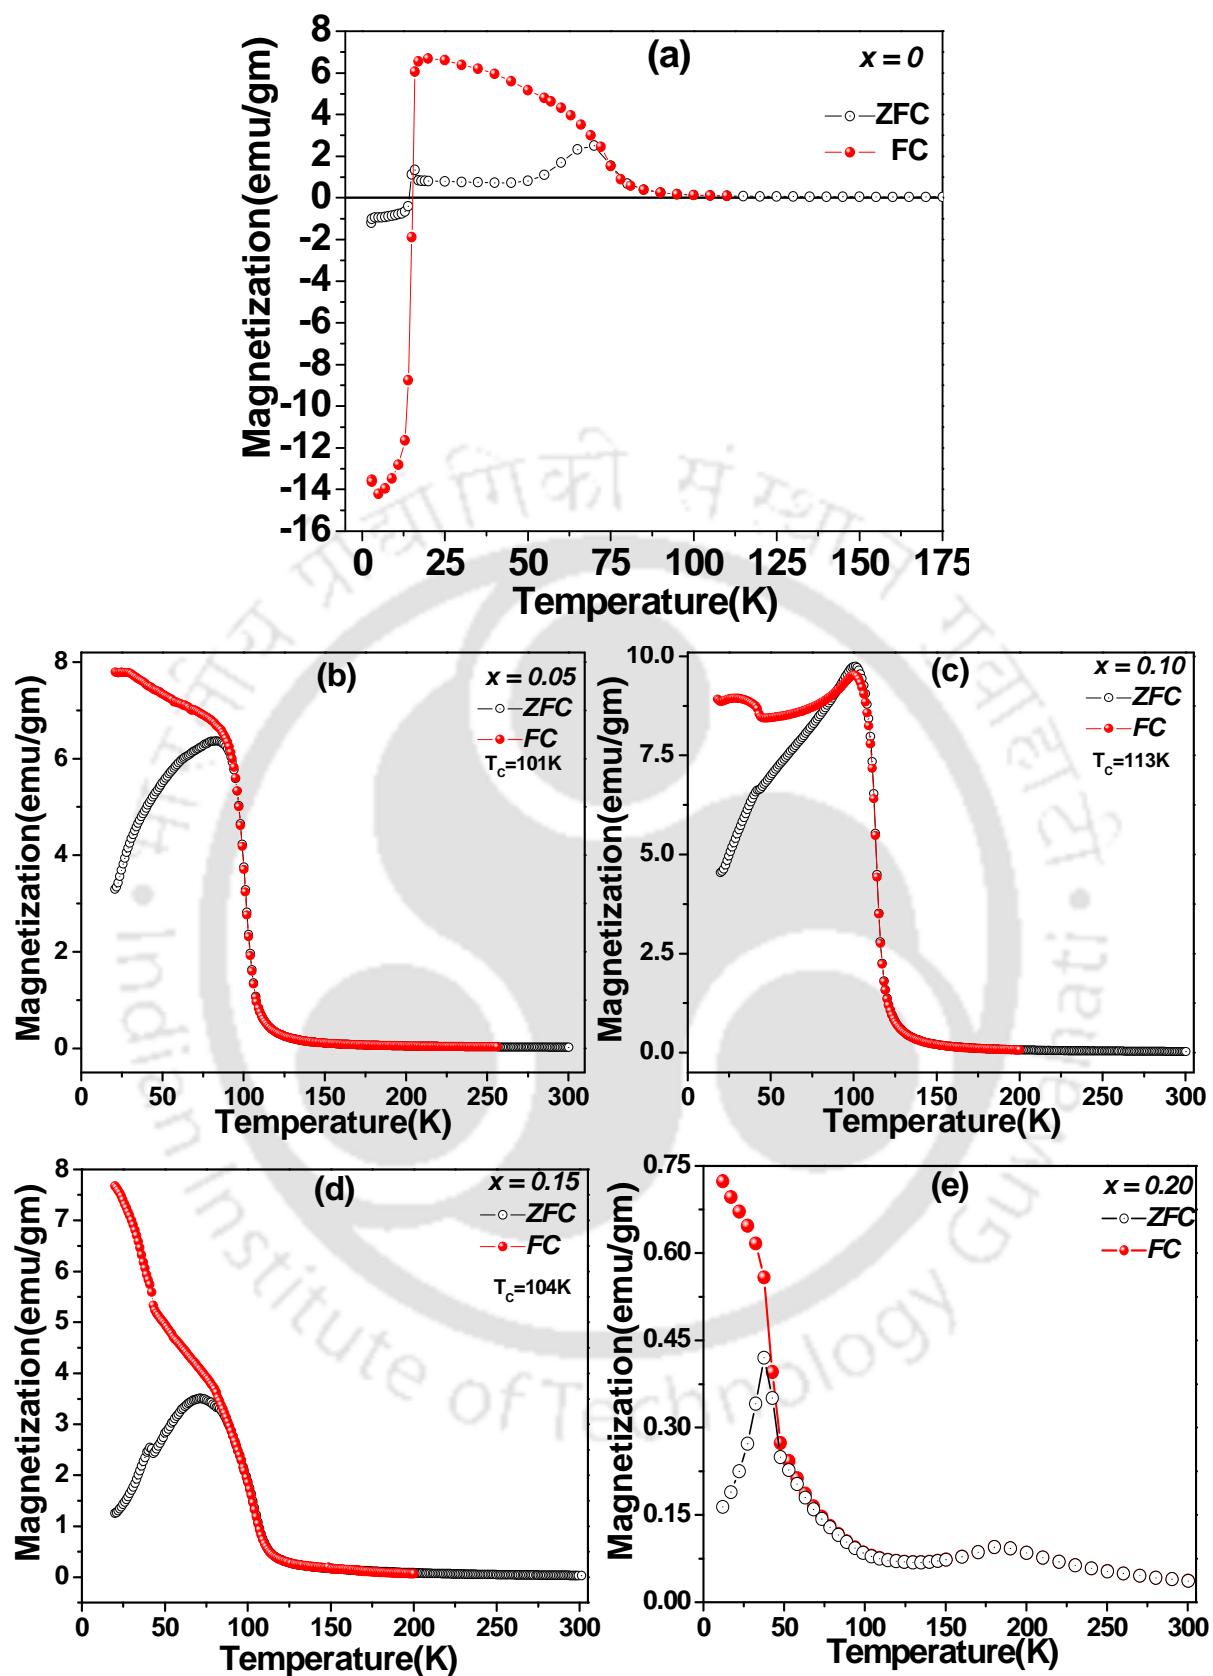 (a)
x = 0
ZFC
FC
Magnetization(emu/gm)
8
6
4
2
0
-2
-4
-6
-8
-10
-12
-14
-16
0 25 50 75 100 125 150 175
Temperature(K)
(b)
x = 0.05
ZFC
FC
T_C=101K
Magnetization(emu/gm)
8
6
4
2
0
0 50 100 150 200 250 300
Temperature(K)
(c)
x = 0.10
ZFC
FC
T_C=113K
Magnetization(emu/gm)
10.0
7.5
5.0
2.5
0.0
0 50 100 150 200 250 300
Temperature(K)
(d)
x = 0.15
ZFC
FC
T_C=104K
Magnetization(emu/gm)
8
7
6
5
4
3
2
1
0
0 50 100 150 200 250 300
Temperature(K)
(e)
x = 0.20
ZFC
FC
Magnetization(emu/gm)
0.75
0.60
0.45
0.30
0.15
0.00
0 50 100 150 200 250 300
Temperature(K)
Indian Institute of Technology Guwahati